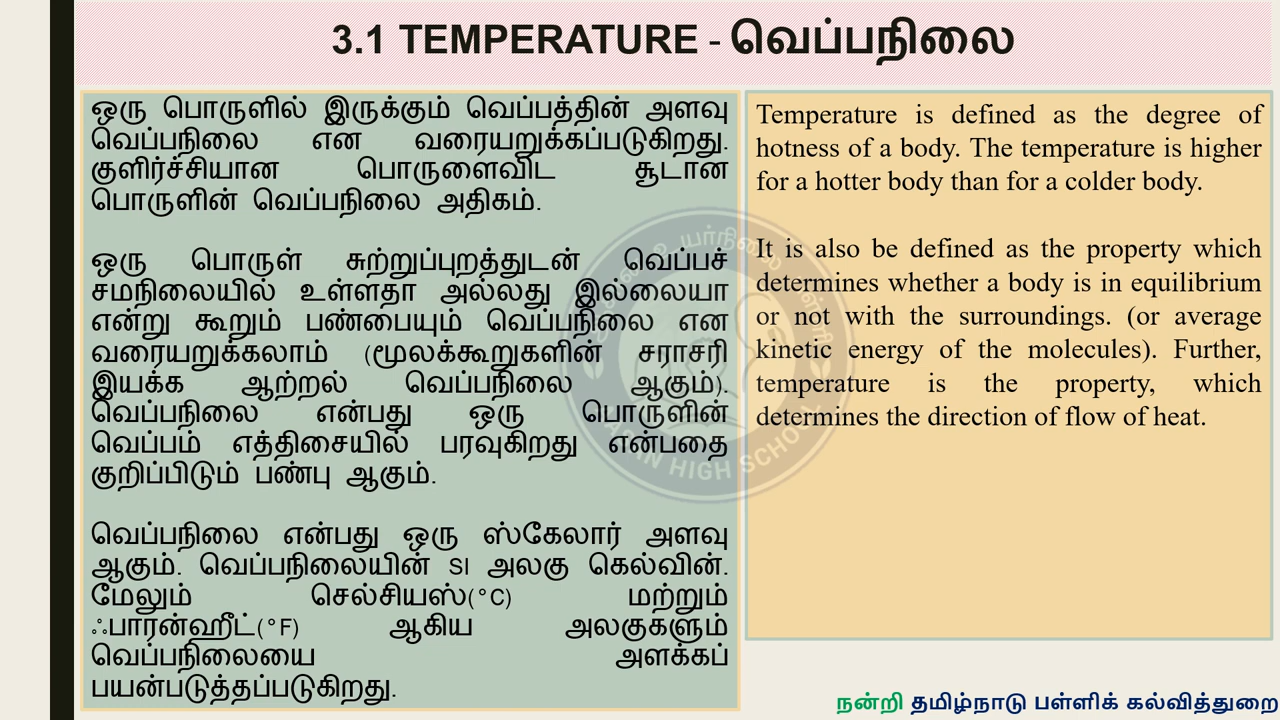 3.1 TEMPERATURE - வெப்பநிலை
ஒரு பொருளில் இருக்கும் வெப்பத்தின் அளவு
வெப்பநிலை என வரையறுக்கப்படுகிறது.
குளிர்ச்சியான பொருளைவிட சூடான
பொருளின் வெப்பநிலை அதிகம்.
ஒரு பொருள் சுற்றுப்புறத்துடன் வெப்பச்
சமநிலையில் உள்ளதா அல்லது இல்லையா
என்று கூறும் பண்பையும் வெப்பநிலை என
வரையறுக்கலாம் (மூலக்கூறுகளின் சராசரி
இயக்க ஆற்றல் வெப்பநிலை ஆகும்).
வெப்பநிலை என்பது ஒரு பொருளின்
வெப்பம் எத்திசையில் பரவுகிறது என்பதை
குறிப்பிடும் பண்பு ஆகும்.
வெப்பநிலை என்பது ஒரு ஸ்கேலார் அளவு
ஆகும். வெப்பநிலையின் SI அலகு கெல்வின்.
மேலும் செல்சியஸ்(°C) மற்றும்
ஃபாரன்ஹீட்(°F) ஆகிய அலகுகளும்
வெப்பநிலையை அளக்கப்
பயன்படுத்தப்படுகிறது.
Temperature is defined as the degree of
hotness of a body. The temperature is higher
for a hotter body than for a colder body.
It is also be defined as the property which
determines whether a body is in equilibrium
or not with the surroundings. (or average
kinetic energy of the molecules). Further,
temperature is the property, which
determines the direction of flow of heat.
உயர்நிலை
HIGH SCHOOL
நன்றி தமிழ்நாடு பள்ளிக் கல்வித்துறை